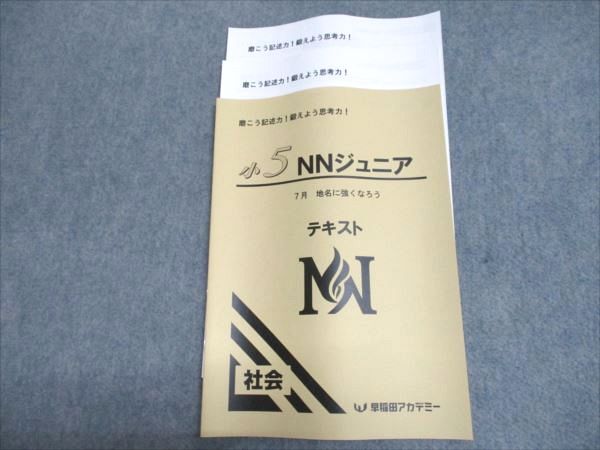 磨こう記述力！鍛えよう思考力！
磨こう記述力！鍛えよう思考力！
磨こう記述力！鍛えよう思考力！
小5 NNジュニア
7月 地名に強くなろう
テキスト
NN
社会
W 早稲田アカデミー